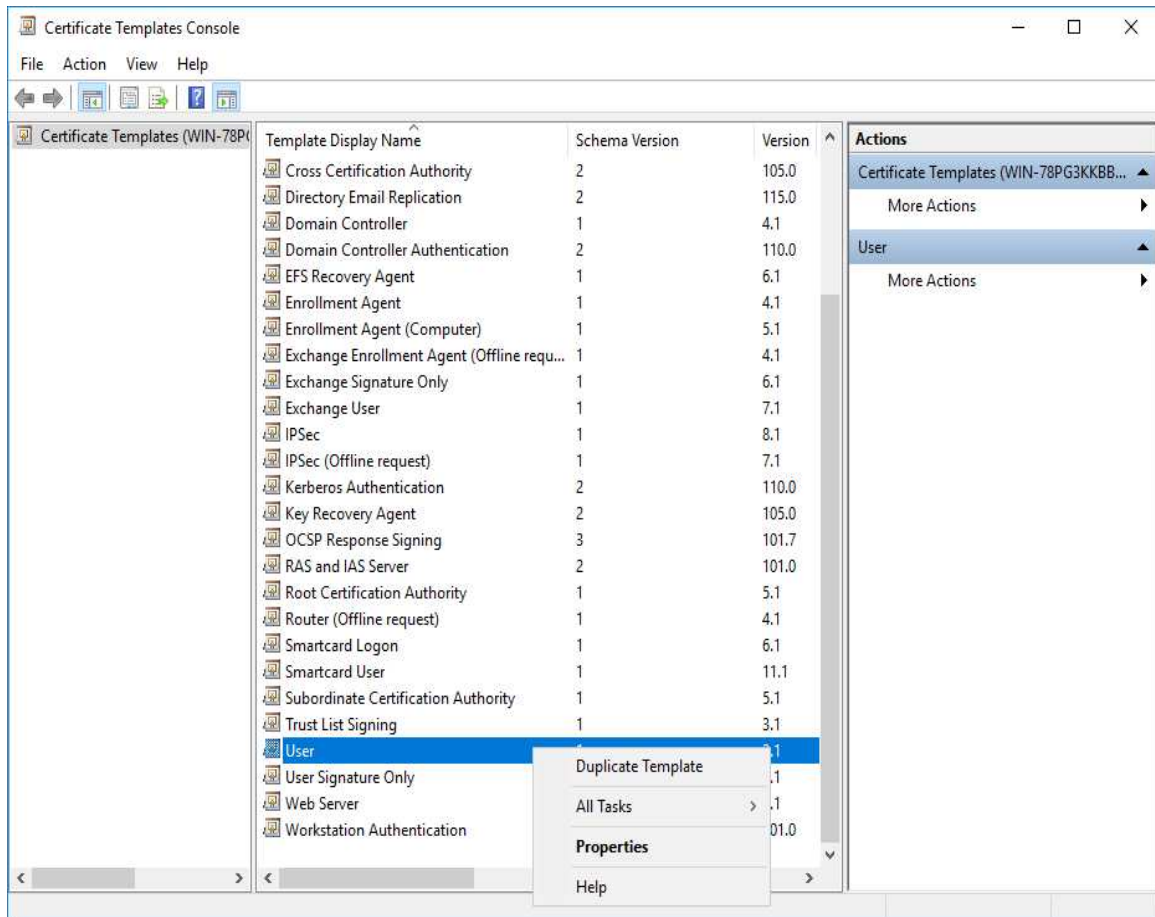 Certificate Templates Console
File Action View Help
Certificate Templates (WIN-78P
Template Display Name Schema Version Version
Cross Certification Authority 2 105.0
Directory Email Replication 2 115.0
Domain Controller 1 4.1
Domain Controller Authentication 2 110.0
EFS Recovery Agent 1 6.1
Enrollment Agent 1 4.1
Enrollment Agent (Computer) 1 5.1
Exchange Enrollment Agent (Offline requ... 1 4.1
Exchange Signature Only 1 6.1
Exchange User 1 7.1
IPSec 1 8.1
IPSec (Offline request) 1 7.1
Kerberos Authentication 2 110.0
Key Recovery Agent 2 105.0
OCSP Response Signing 3 101.7
RAS and IAS Server 2 101.0
Root Certification Authority 1 5.1
Router (Offline request) 1 4.1
Smartcard Logon 1 6.1
Smartcard User 1 11.1
Subordinate Certification Authority 1 5.1
Trust List Signing 1 3.1
User
User Signature Only .1
Web Server .1
Workstation Authentication 01.0
Duplicate Template
All Tasks
Properties
Help
Actions
Certificate Templates (WIN-78PG3KKBB...
More Actions
User
More Actions